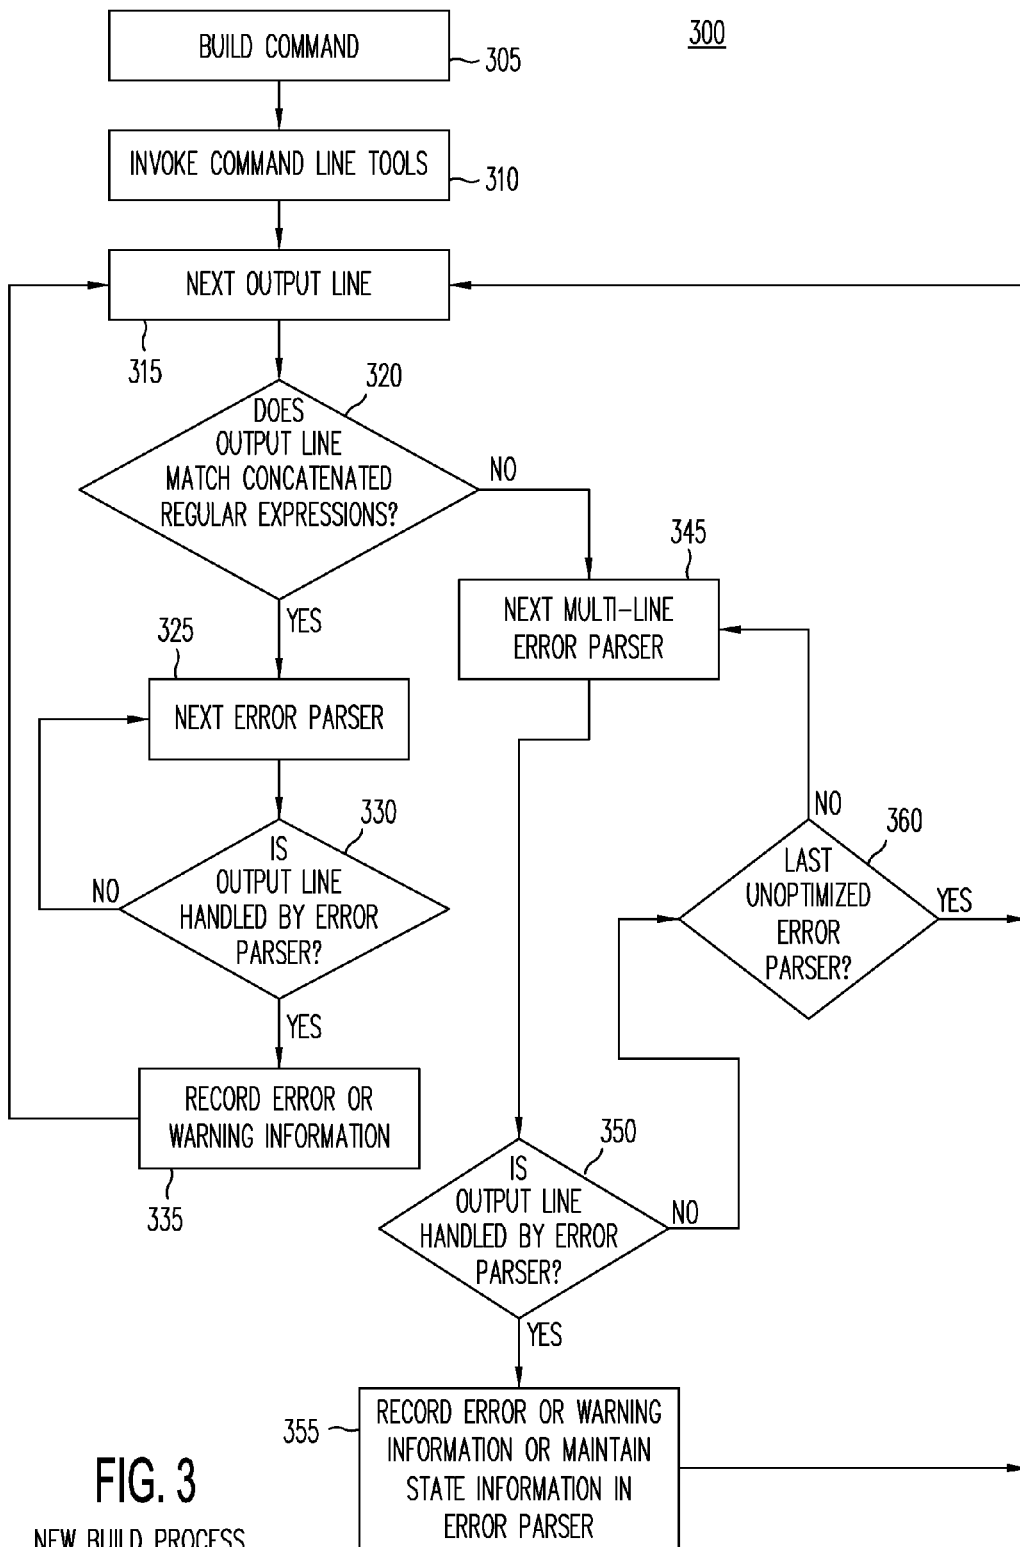 BUILD COMMAND
300
305
INVOKE COMMAND LINE TOOLS
310
NEXT OUTPUT LINE
315
320
DOES
OUTPUT LINE
MATCH CONCATENATED
REGULAR EXPRESSIONS?
NO
YES
345
NEXT MULTI-LINE
ERROR PARSER
325
NEXT ERROR PARSER
330
IS
OUTPUT LINE
HANDLED BY ERROR
PARSER?
NO
YES
NO
360
LAST
UNOPTIMIZED
ERROR
PARSER?
YES
RECORD ERROR OR
WARNING INFORMATION
335
350
IS
OUTPUT LINE
HANDLED BY ERROR
PARSER?
NO
YES
355
RECORD ERROR OR WARNING
INFORMATION OR MAINTAIN
STATE INFORMATION IN
ERROR PARSER
FIG. 3
NEW BUILD PROCESS